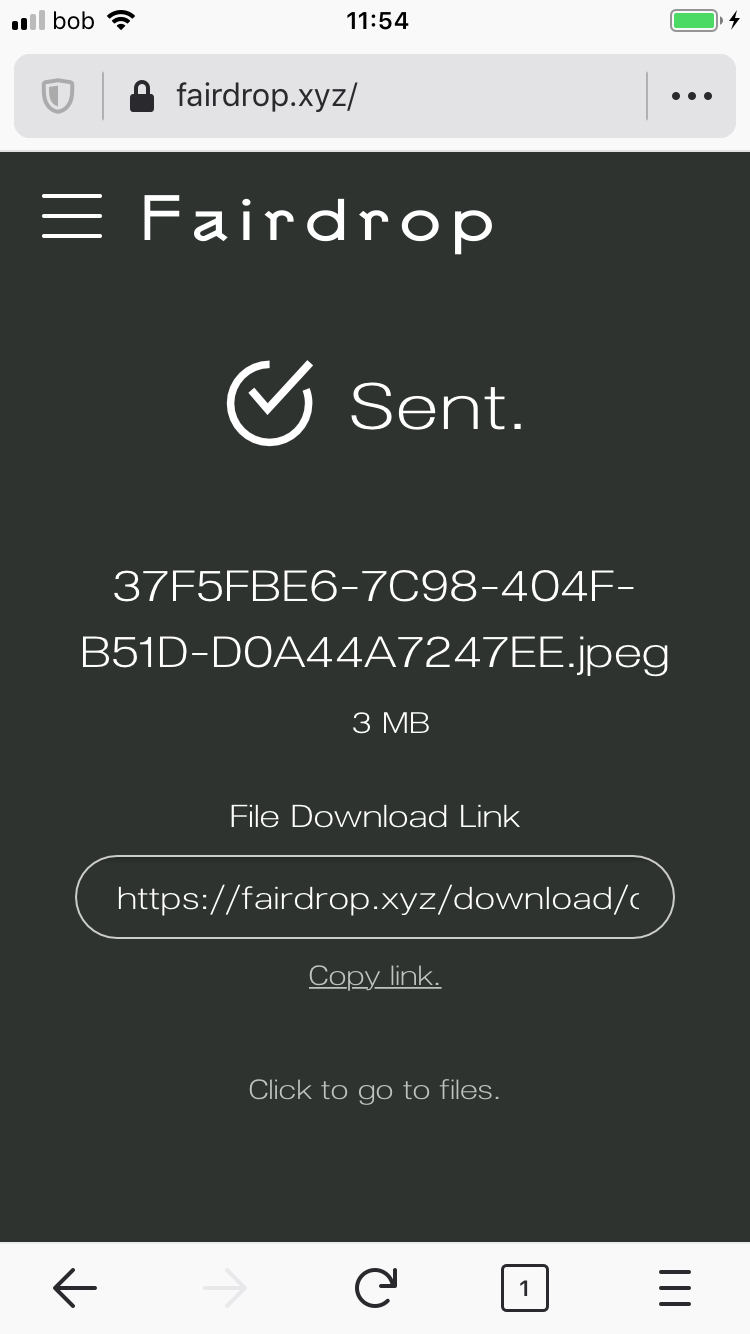 bob
11:54
fairdrop.xyz/
Fairdrop
Sent.
37F5FBE6-7C98-404F-
B51D-D0A44A7247EE.jpeg
3 MB
File Download Link
https://fairdrop.xyz/download/
Copy link.
Click to go to files.
1